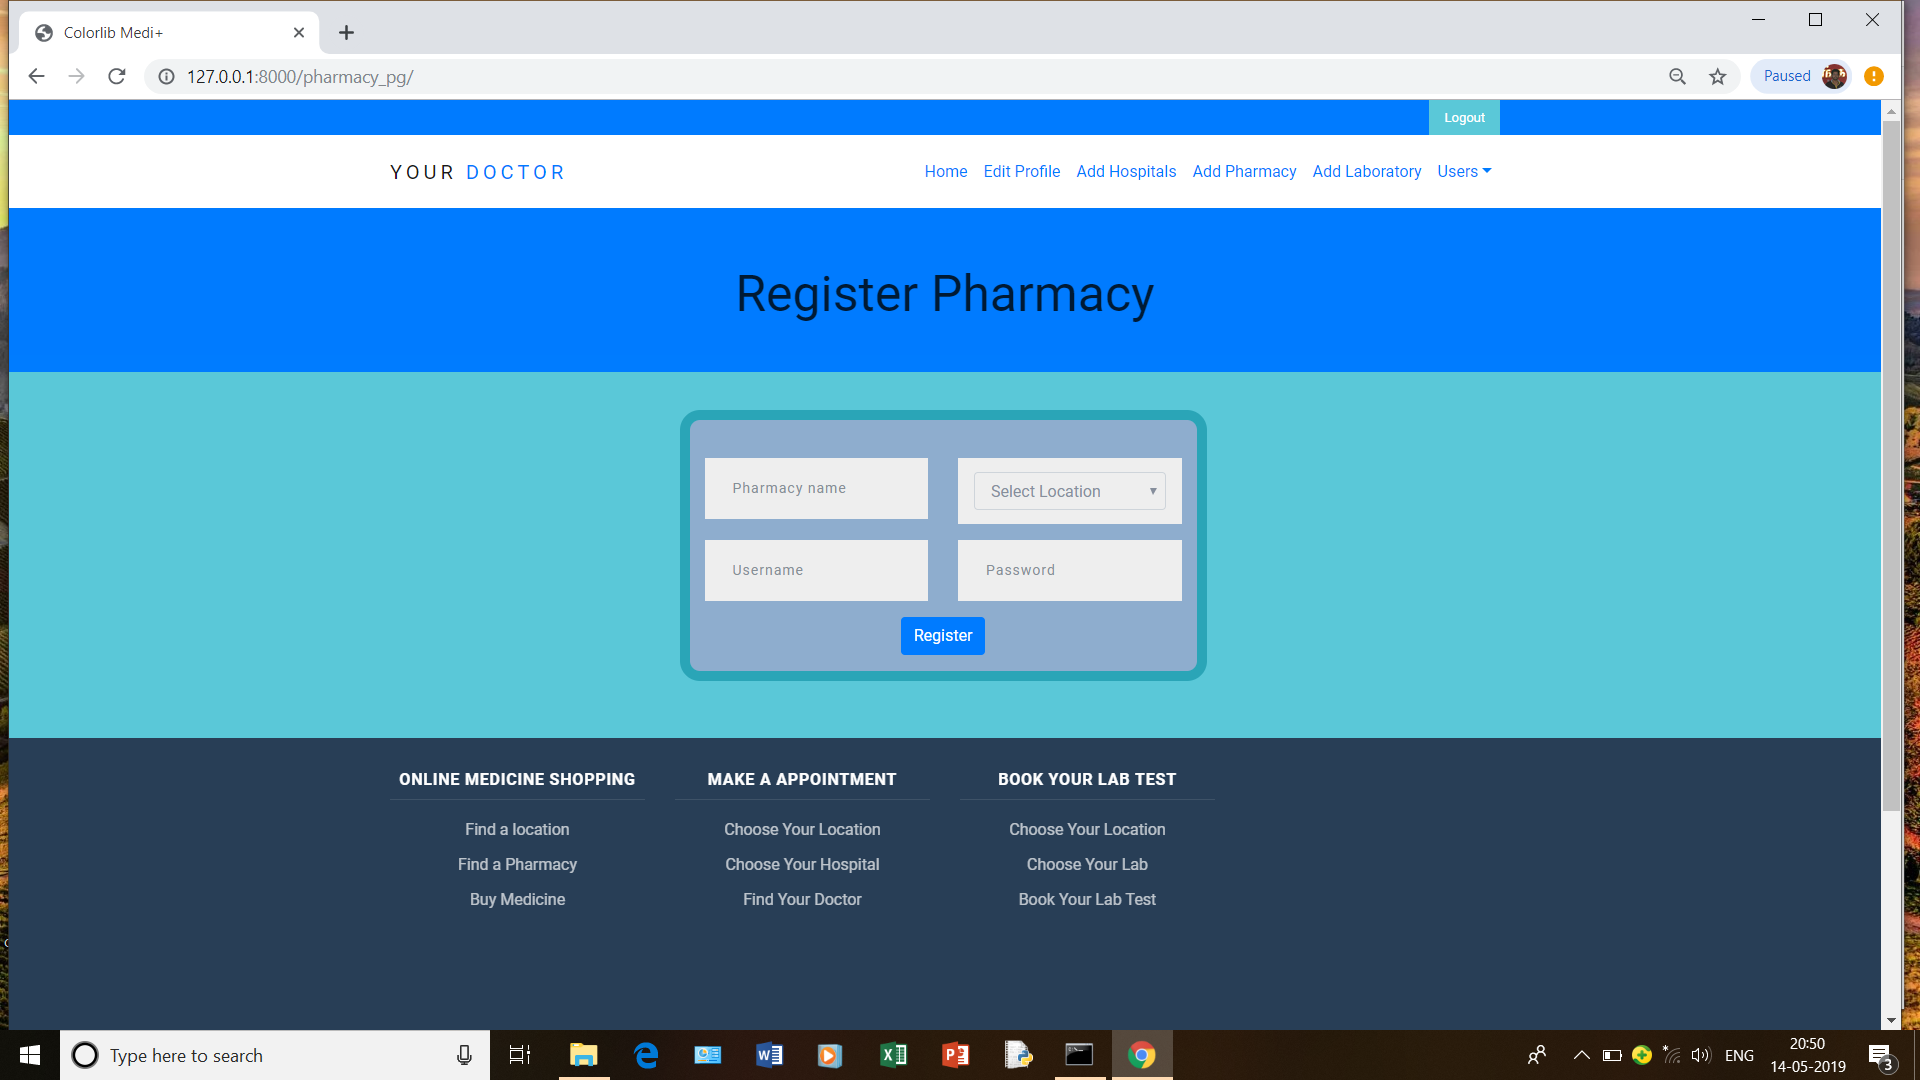 Colorlib Medi+
127.0.0.1:8000/pharmacy_pg/
Paused
Logout
YOUR DOCTOR
Home Edit Profile Add Hospitals Add Pharmacy Add Laboratory Users
Register Pharmacy
Pharmacy name
Select Location
Username
Password
Register
ONLINE MEDICINE SHOPPING
Find a location
Find a Pharmacy
Buy Medicine
MAKE A APPOINTMENT
Choose Your Location
Choose Your Hospital
Find Your Doctor
BOOK YOUR LAB TEST
Choose Your Location
Choose Your Lab
Book Your Lab Test
Type here to search
ENG
20:50
14-05-2019
3